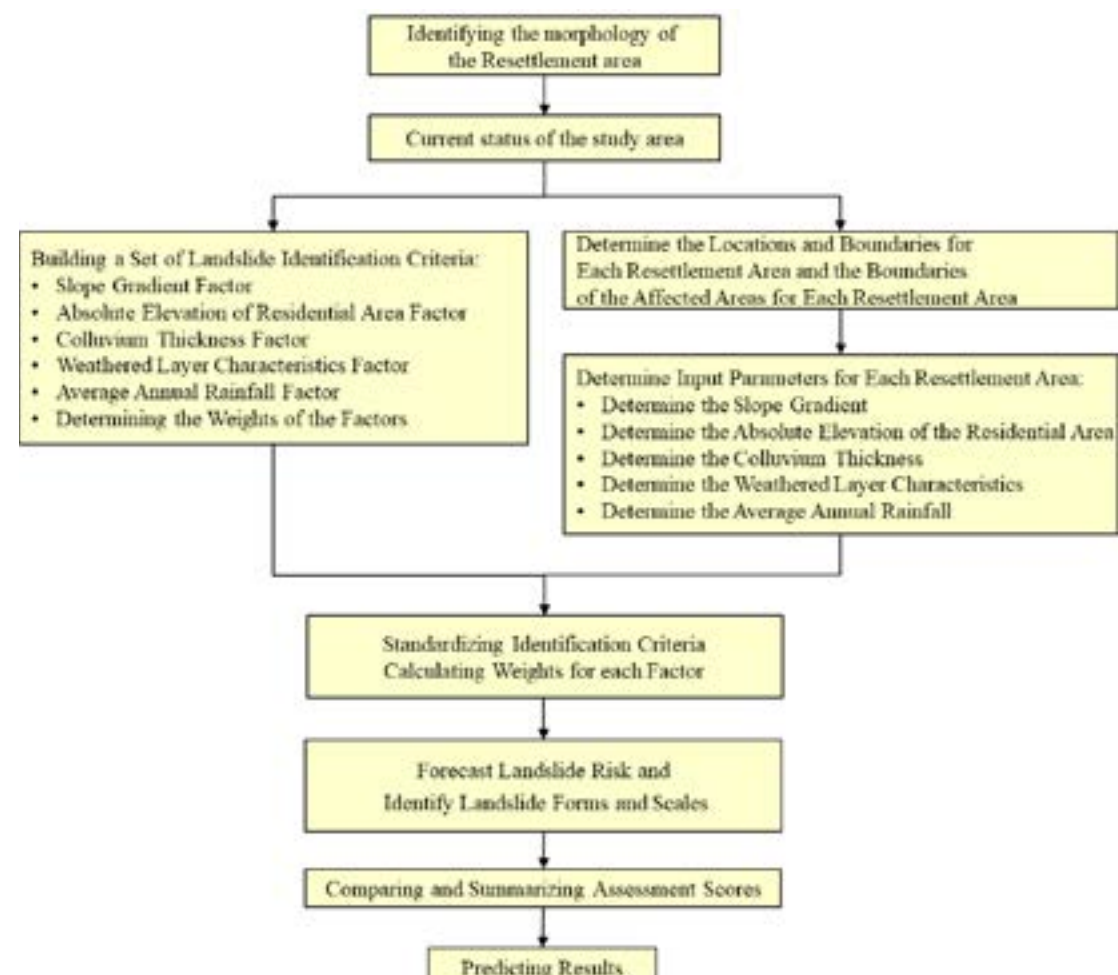 Identifying the morphology of
the Resettlement area
Current status of the study area
Building a Set of Landslide Identification Criteria:
• Slope Gradient Factor
• Absolute Elevation of Residential Area Factor
• Colluvium Thickness Factor
• Weathered Layer Characteristics Factor
• Average Annual Rainfall Factor
• Determining the Weights of the Factors
Determine the Locations and Boundaries for
Each Resettlement Area and the Boundaries
of the Affected Areas for Each Resettlement Area
Determine Input Parameters for Each Resettlement Area:
• Determine the Slope Gradient
• Determine the Absolute Elevation of the Residential Area
• Determine the Colluvium Thickness
• Determine the Weathered Layer Characteristics
• Determine the Average Annual Rainfall
Standardizing Identification Criteria
Calculating Weights for each Factor
Forecast Landslide Risk and
Identify Landslide Forms and Scales
Comparing and Summarizing Assessment Scores
Predicting Results